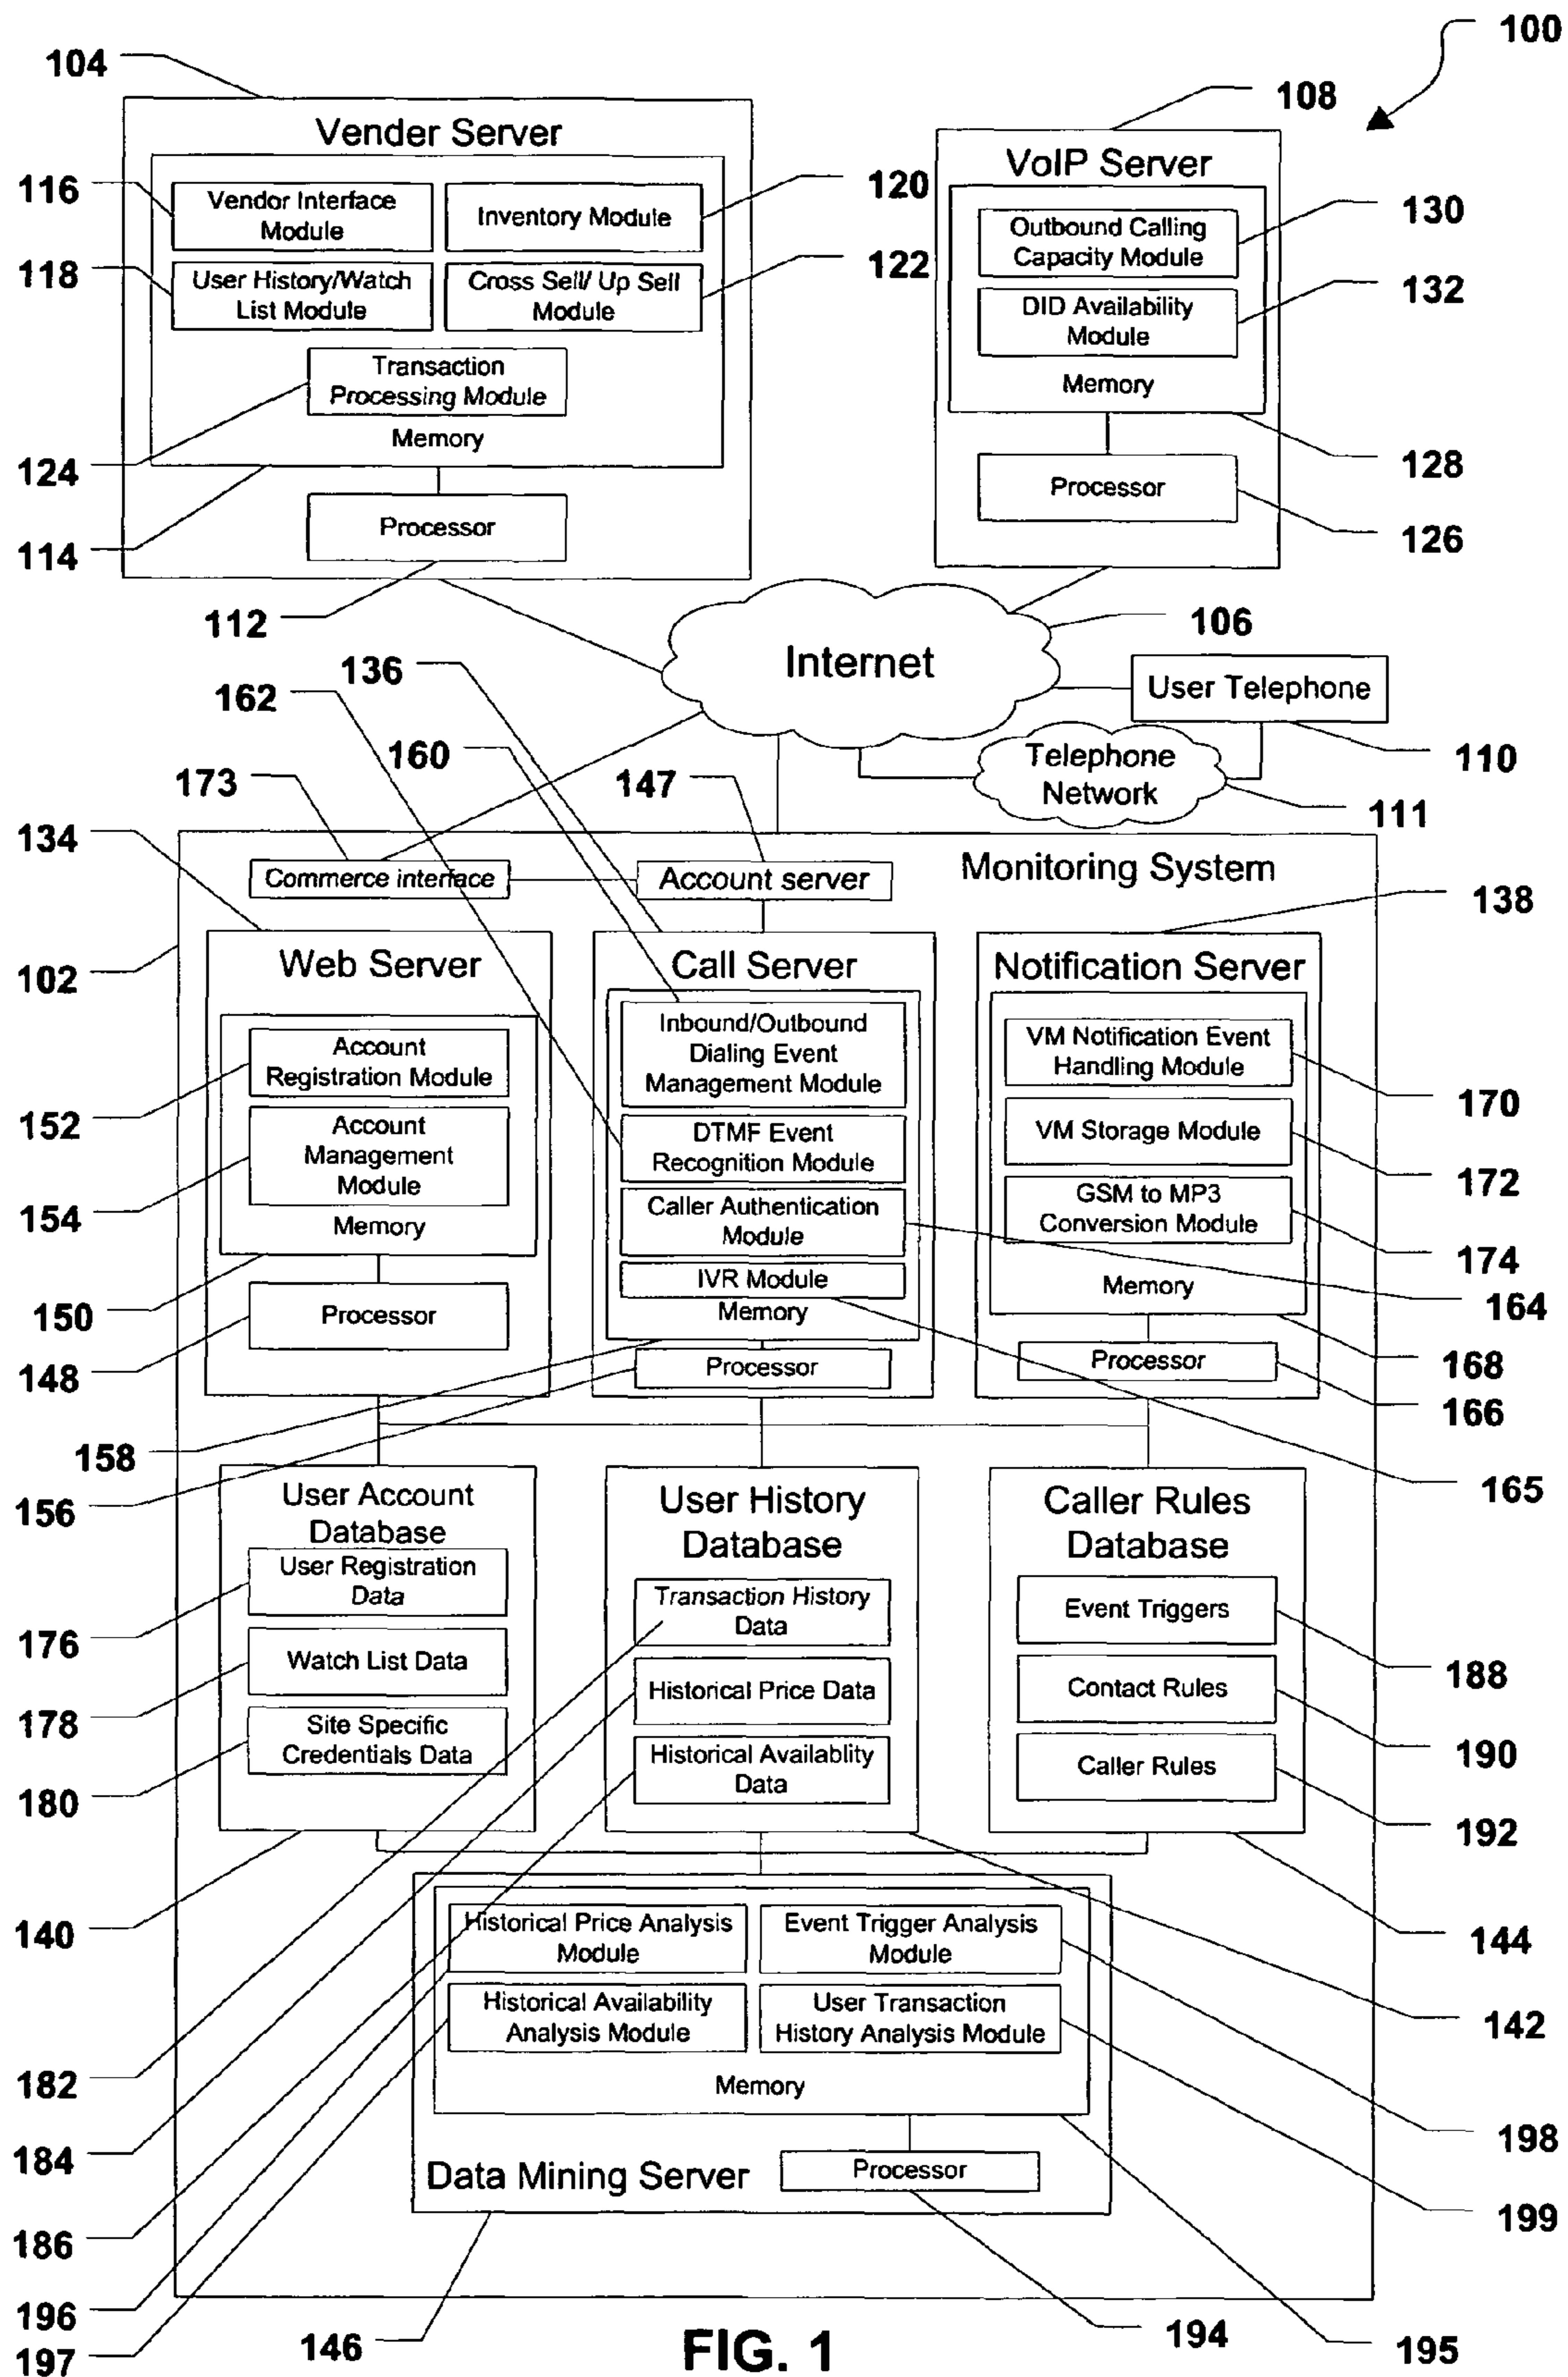 100
104
108
Vender Server
VoIP Server
116
Vendor Interface
Module
Inventory Module
120
118
User History/Watch
List Module
Cross Sell/ Up Sell
Module
122
Transaction
Processing Module
Memory
124
Processor
114
112
Outbound Calling
Capacity Module
130
DID Availability
Module
132
Memory
128
Processor
126
Internet
106
User Telephone
110
Telephone
Network
111
136
162
160
173
147
134
Commerce interface
Account server
Monitoring System
138
102
Web Server
Account
Registration Module
152
Account
Management
Module
154
Memory
150
Processor
148
Call Server
Inbound/Outbound
Dialing Event
Management Module
DTMF Event
Recognition Module
Caller Authentication
Module
IVR Module
Memory
Processor
158
156
Notification Server
VM Notification Event
Handling Module
170
VM Storage Module
172
GSM to MP3
Conversion Module
174
Memory
164
Processor
168
166
165
User Account
Database
User Registration
Data
176
Watch List Data
178
Site Specific
Credentials Data
180
140
User History
Database
Transaction History
Data
Historical Price Data
Historical Availablity
Data
Caller Rules
Database
Event Triggers
188
Contact Rules
190
Caller Rules
192
144
142
Historical Price Analysis
Module
Event Trigger Analysis
Module
Historical Availability
Analysis Module
User Transaction
History Analysis Module
Memory
182
184
198
Data Mining Server
Processor
199
186
196
197
146
194
195
FIG. 1